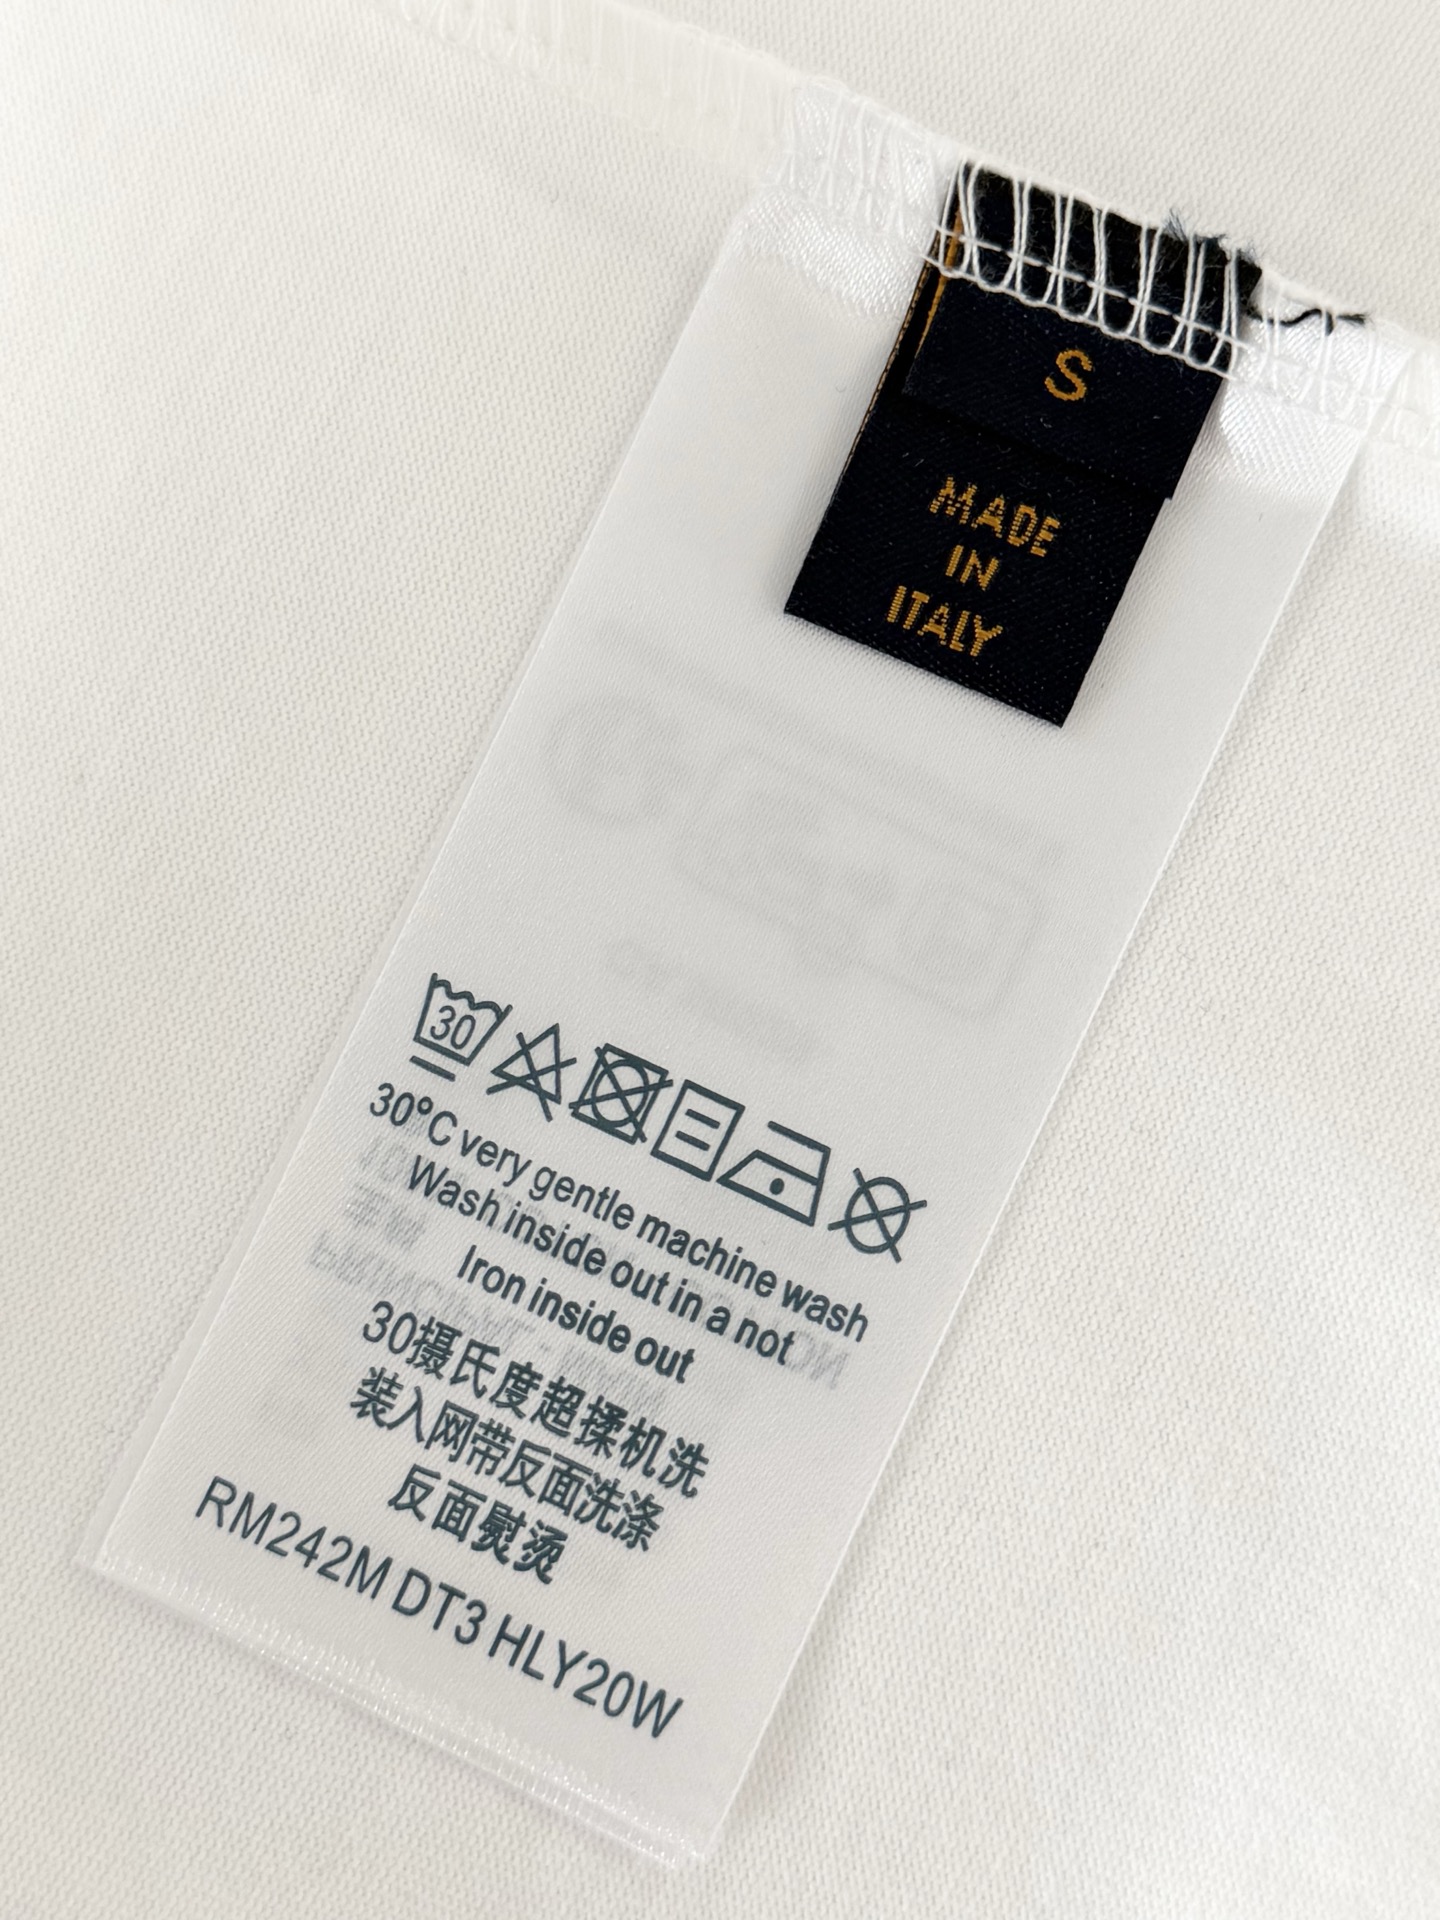 S
MADE
IN
ITALY
30
30°C very gentle machine wash
Wash inside out in a not
Iron inside out
30摄氏度超揉机洗
装入网带反面洗涤
反面熨烫
RM242M DT3 HLY20W